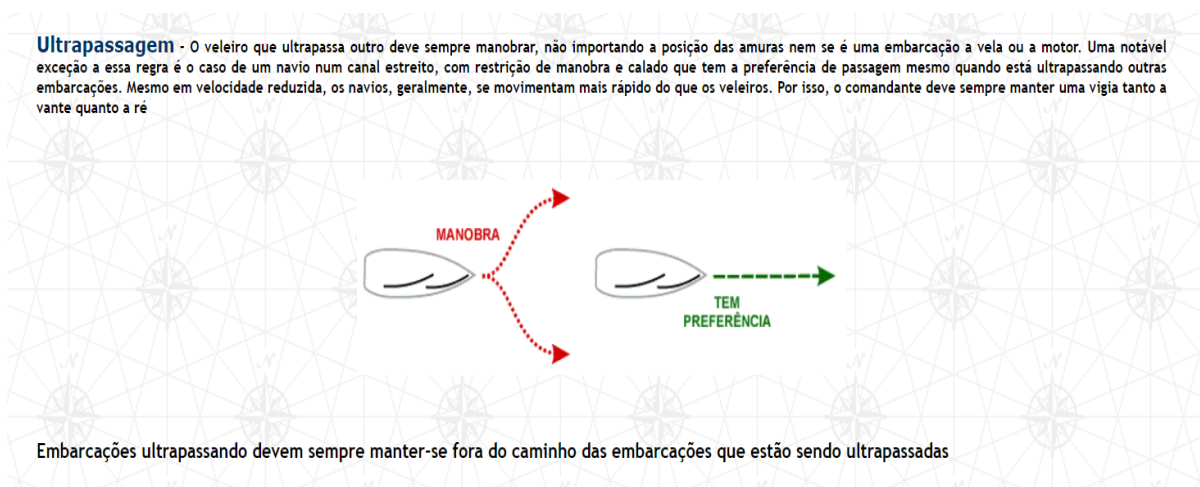 Ultrapassagem - O veleiro que ultrapassa outro deve sempre manobrar, não importando a posição das amuras nem se é uma embarcação a vela ou a motor. Uma notável
exceção a essa regra é o caso de um navio num canal estreito, com restrição de manobra e calado que tem a preferência de passagem mesmo quando está ultrapassando outras
embarcações. Mesmo em velocidade reduzida, os navios, geralmente, se movimentam mais rápido do que os veleiros. Por isso, o comandante deve sempre manter uma vigia tanto a
vante quanto a ré
MANOBRA
TEM
PREFERÊNCIA
Embarcações ultrapassando devem sempre manter-se fora do caminho das embarcações que estão sendo ultrapassadas